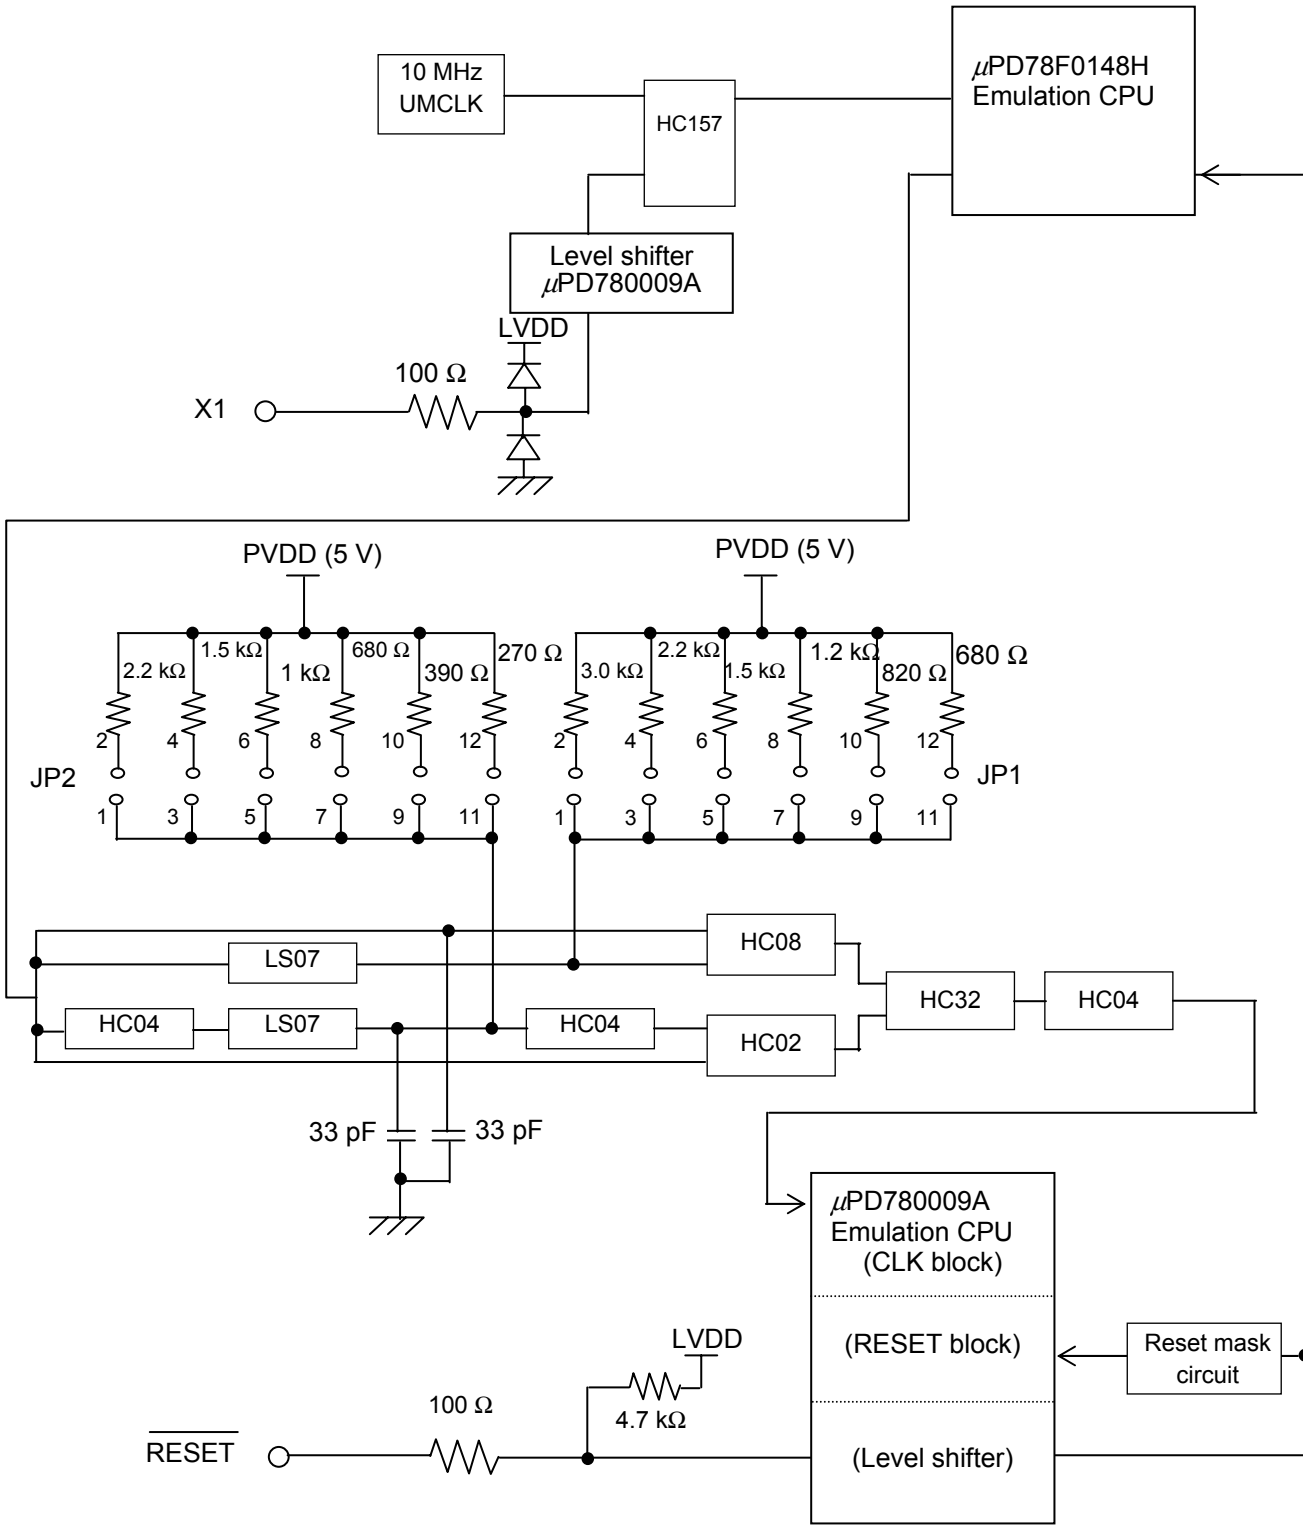 10 MHz
UMCLK
HC157
μPD78F0148H
Emulation CPU
Level shifter
μPD780009A
LVDD
100 Ω
X1
PVDD (5 V)
PVDD (5 V)
2.2 kΩ
1.5 kΩ
1 kΩ
680 Ω
390 Ω
270 Ω
3.0 kΩ
2.2 kΩ
1.5 kΩ
1.2 kΩ
820 Ω
680 Ω
2 4 6 8 10 12
2 4 6 8 10 12
JP2
JP1
1 3 5 7 9 11
1 3 5 7 9 11
LS07
HC08
HC04
LS07
HC04
HC02
HC32
HC04
33 pF
33 pF
μPD780009A
Emulation CPU
(CLK block)
(RESET block)
(Level shifter)
Reset mask
circuit
LVDD
4.7 kΩ
100 Ω
RESET